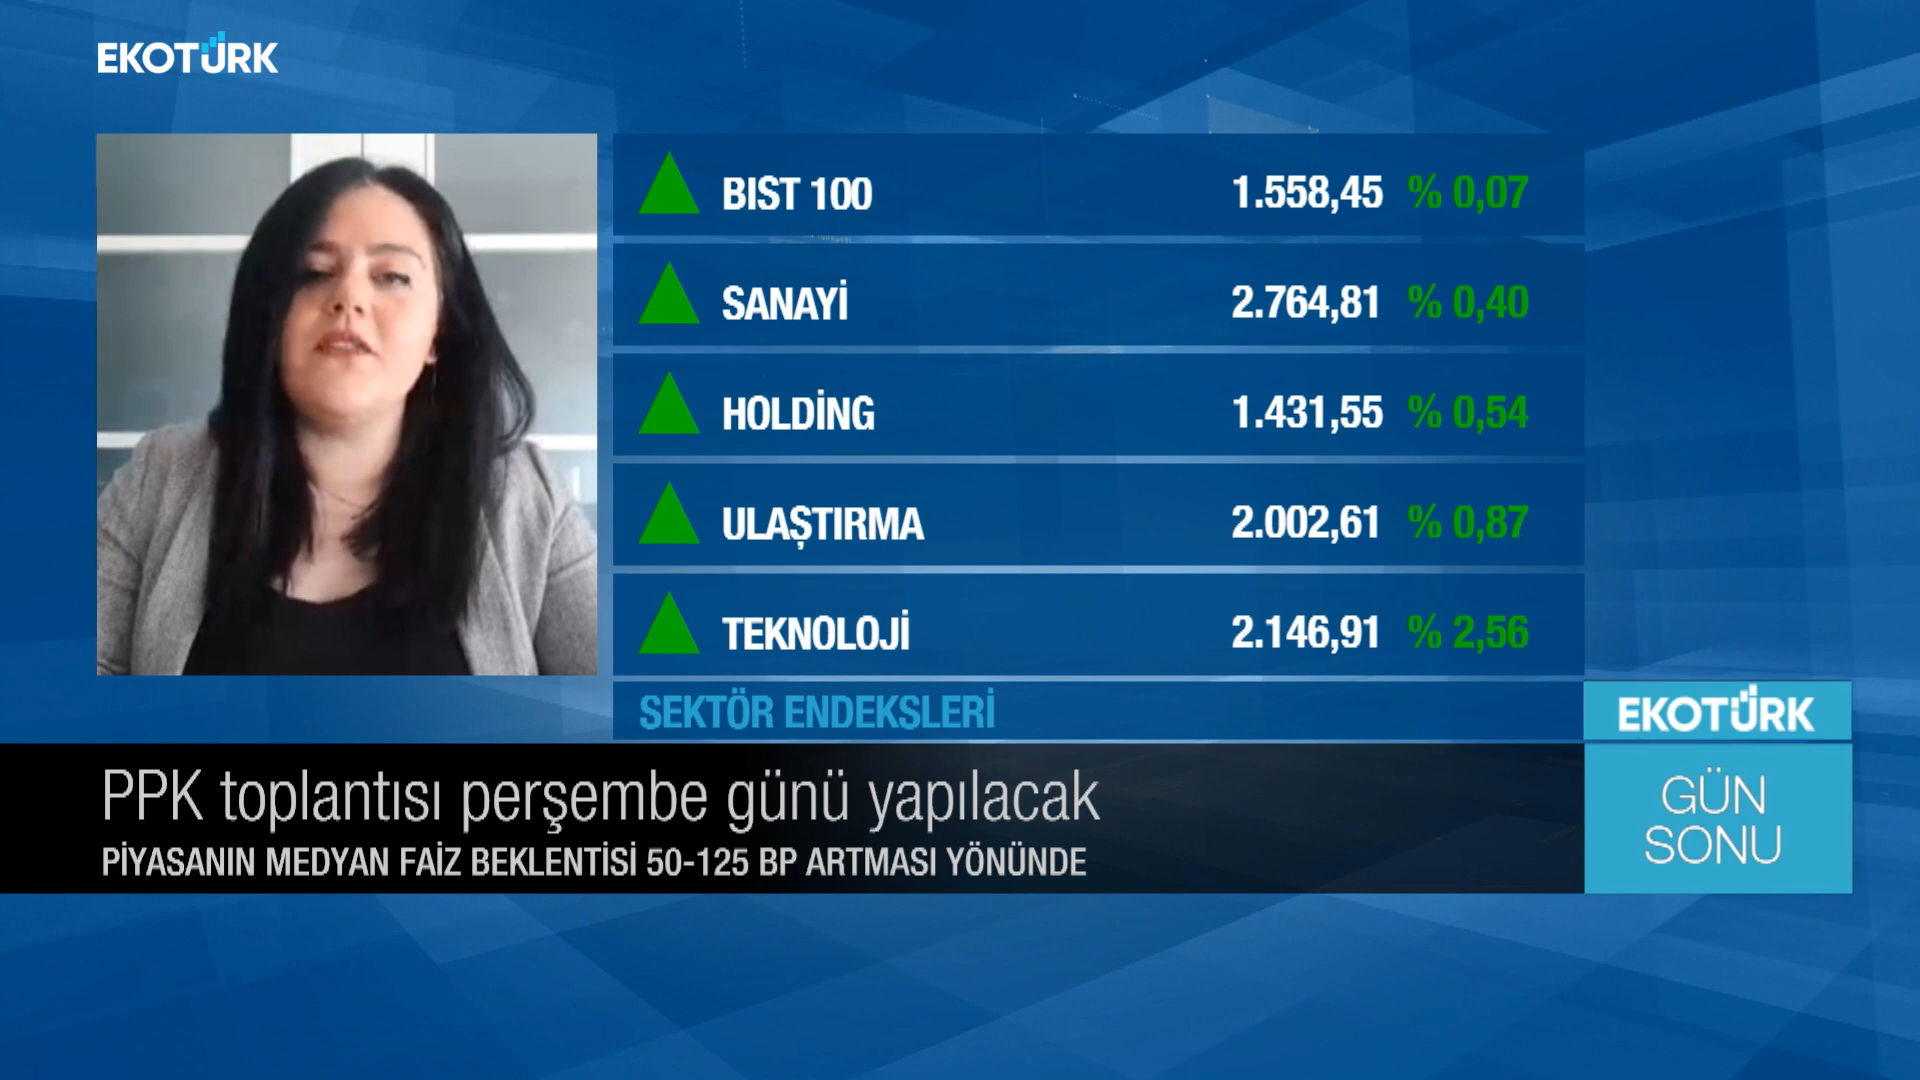 EKOTÜRK
BIST 100 1.558,45 % 0,07
SANAYİ 2.764,81 % 0,40
HOLDİNG 1.431,55 % 0,54
ULAŞTIRMA 2.002,61 % 0,87
TEKNOLOJİ 2.146,91 % 2,56
SEKTÖR ENDEKSLERİ
EKOTÜRK
PPK toplantısı perşembe günü yapılacak
PİYASANIN MEDYAN FAİZ BEKLENTİSİ 50-125 BP ARTMASI YÖNÜNDE
GÜN
SONU